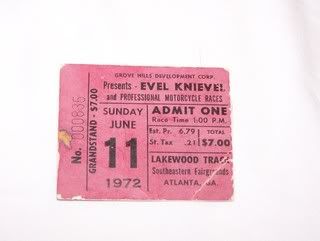 No. 000835
GRANDSTAND - $7.00
SUNDAY
JUNE
11
1972
GROVE HILLS DEVELOPMENT CORP.
Presents - EVEL KNIEVEL
and PROFESSIONAL MOTORCYCLE RACES
ADMIT ONE
Race Time 1:00 P.M.
Est. Pr. 6.79
St. Tax .21
TOTAL
$7.00
LAKEWOOD TRACK
Southeastern Fairgrounds
ATLANTA, GA.